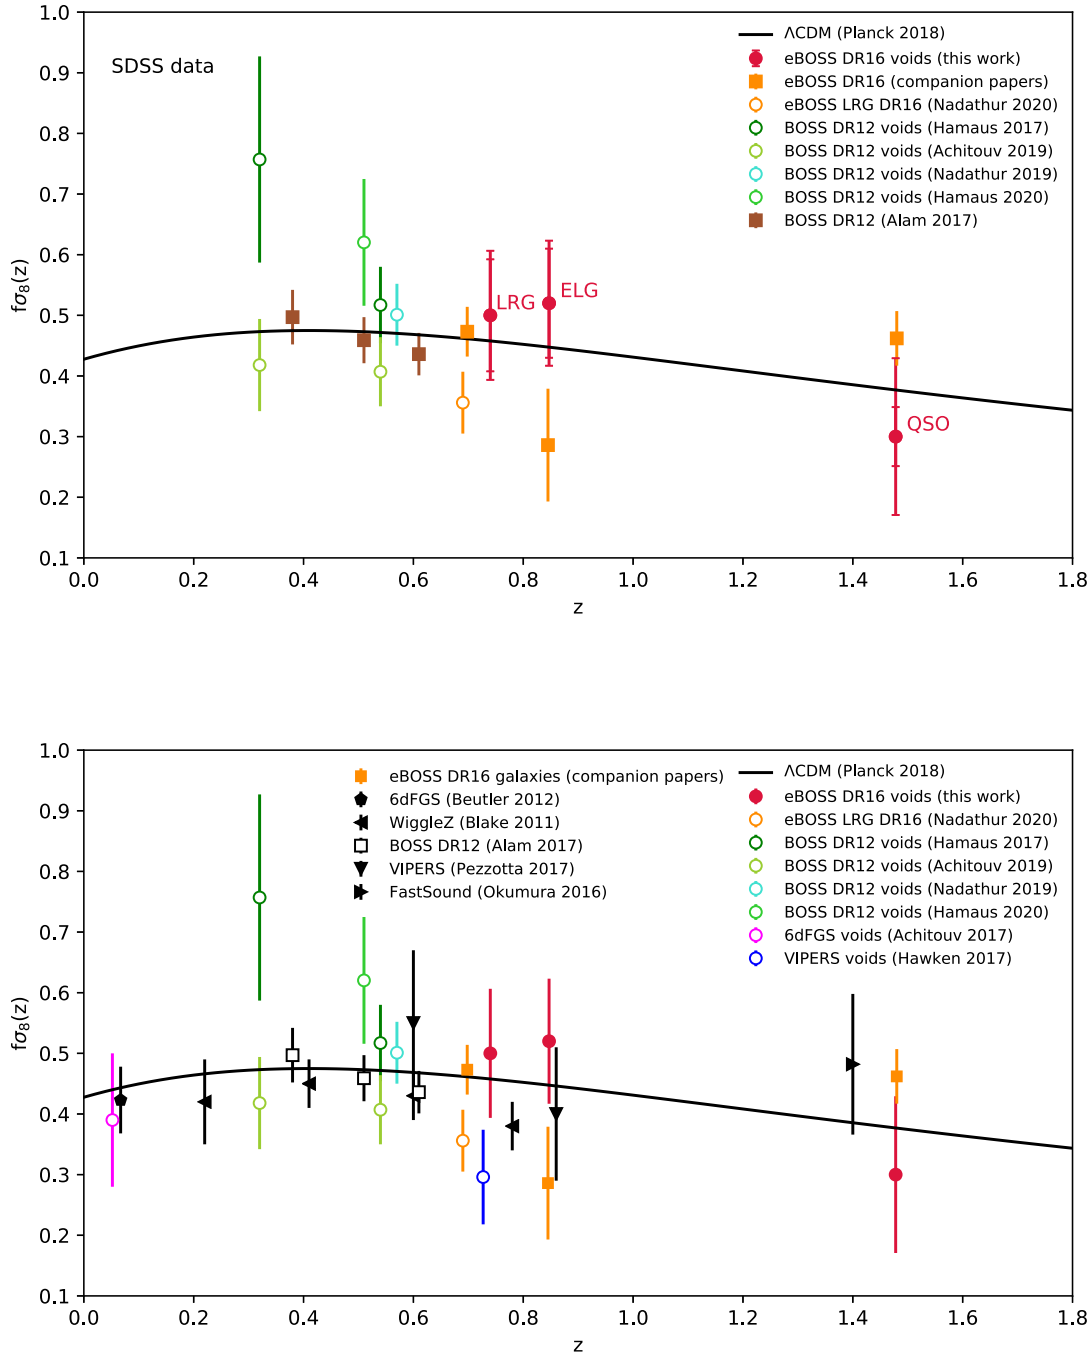 1.0
0.9
0.8
0.7
0.6
0.5
0.4
0.3
0.2
0.1
fσ₈(z)
SDSS data
ΛCDM (Planck 2018)
eBOSS DR16 voids (this work)
eBOSS DR16 (companion papers)
eBOSS LRG DR16 (Nadathur 2020)
BOSS DR12 voids (Hamaus 2017)
BOSS DR12 voids (Achitouv 2019)
BOSS DR12 voids (Nadathur 2019)
BOSS DR12 voids (Hamaus 2020)
BOSS DR12 (Alam 2017)
LRG
ELG
QSO
0.0 0.2 0.4 0.6 0.8 1.0 1.2 1.4 1.6 1.8
z
1.0
0.9
0.8
0.7
0.6
0.5
0.4
0.3
0.2
0.1
fσ₈(z)
eBOSS DR16 galaxies (companion papers)
6dFGS (Beutler 2012)
WiggleZ (Blake 2011)
BOSS DR12 (Alam 2017)
VIPERS (Pezzotta 2017)
FastSound (Okumura 2016)
ΛCDM (Planck 2018)
eBOSS DR16 voids (this work)
eBOSS LRG DR16 (Nadathur 2020)
BOSS DR12 voids (Hamaus 2017)
BOSS DR12 voids (Achitouv 2019)
BOSS DR12 voids (Nadathur 2019)
BOSS DR12 voids (Hamaus 2020)
6dFGS voids (Achitouv 2017)
VIPERS voids (Hawken 2017)
0.0 0.2 0.4 0.6 0.8 1.0 1.2 1.4 1.6 1.8
z